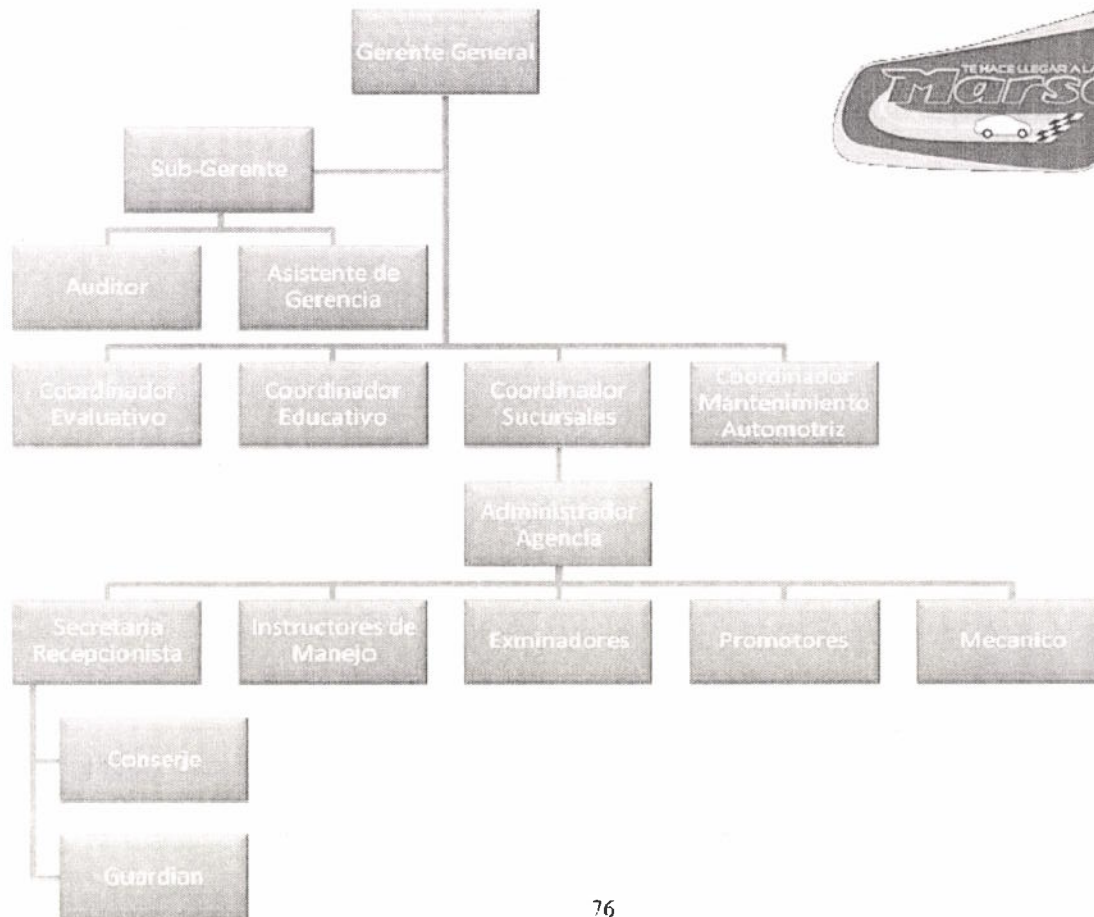 Gerente General
TE HACE LLEGAR A LA
Sub-Gerente
Auditor
Asistente de
Gerencia
Coordinador
Evaluativo
Coordinador
Educativo
Coordinador
Sucursales
Coordinador
Mantenimiento
Automotriz
Administrador
Agencia
Secretaria
Recepcionista
Instructores de
Manejo
Exminadores
Promotores
Mecanico
Conserje
Guardian
76